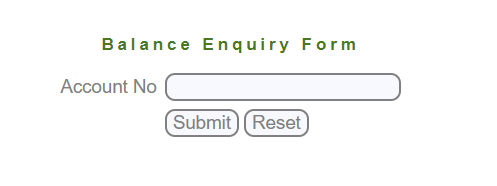 Balance Enquiry Form
Account No
Submit Reset